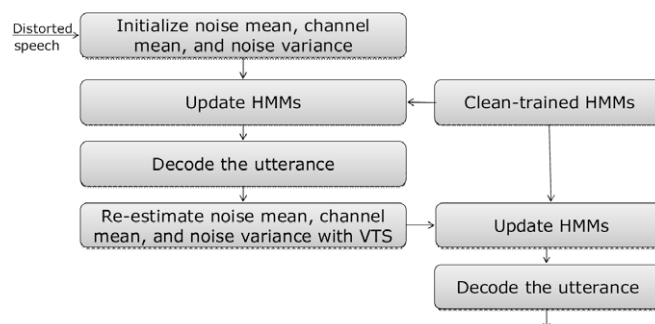 Distorted
speech
Initialize noise mean, channel
mean, and noise variance
Update HMMs
Clean-trained HMMs
Decode the utterance
Re-estimate noise mean, channel
mean, and noise variance with VTS
Update HMMs
Decode the utterance